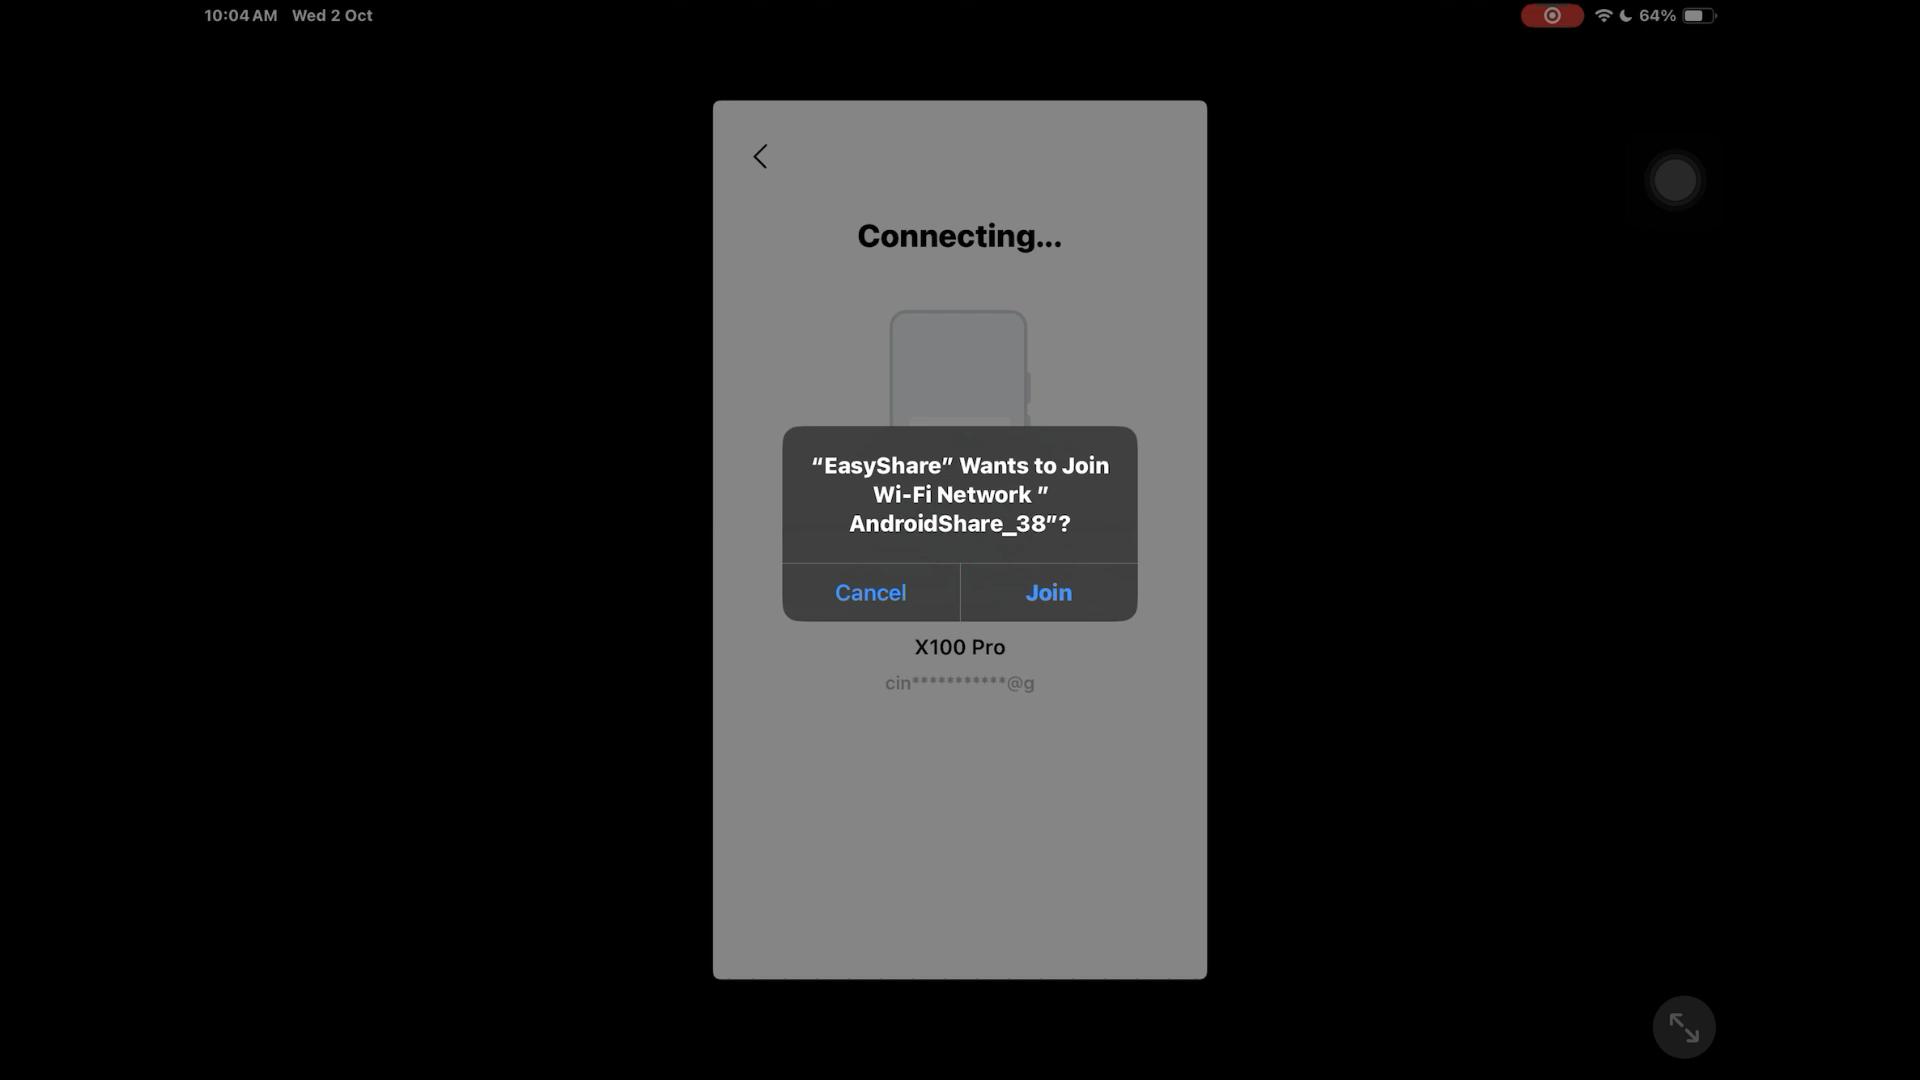 10:04 AM Wed 2 Oct
64%
Connecting...
“EasyShare” Wants to Join
Wi-Fi Network ”
AndroidShare_38”?
Cancel Join
X100 Pro
cin***********@g